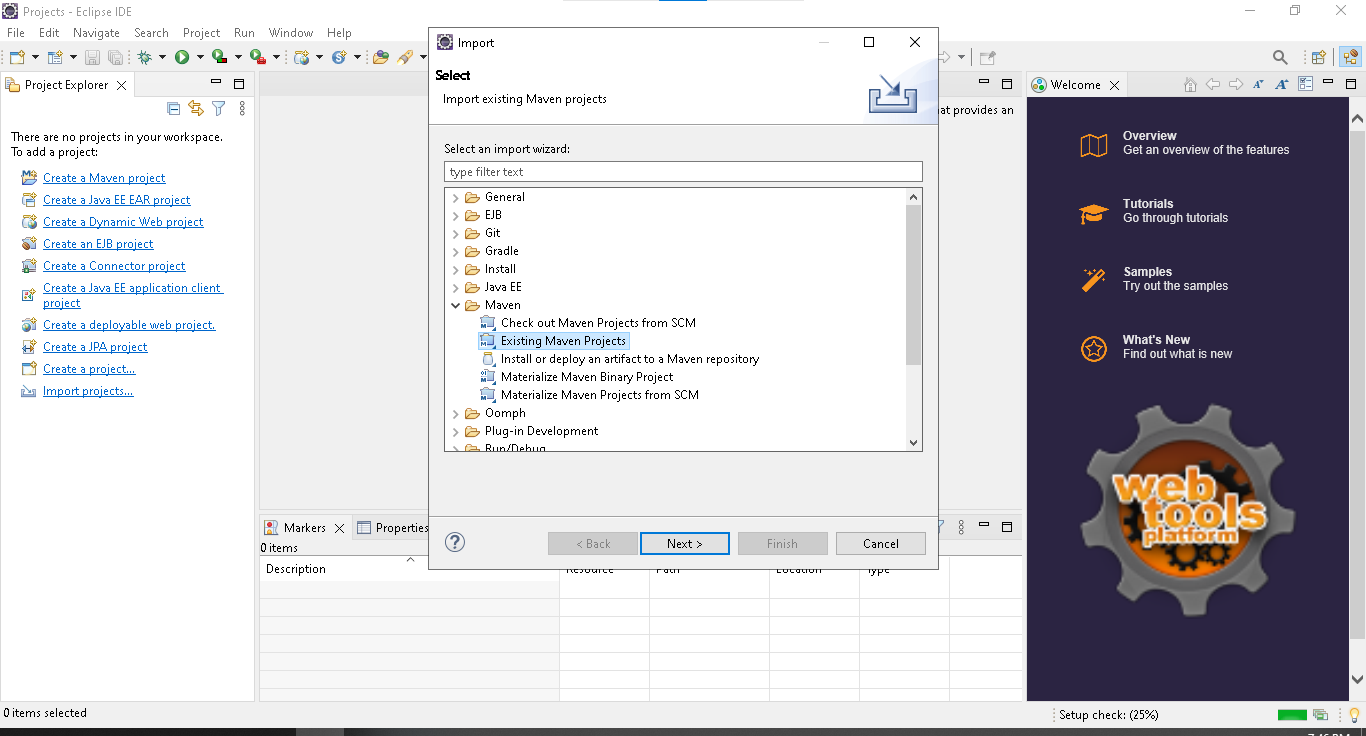 Projects - Eclipse IDE
File Edit Navigate Search Project Run Window Help
Project Explorer
There are no projects in your workspace.
To add a project:
Create a Maven project
Create a Java EE EAR project
Create a Dynamic Web project
Create an EJB project
Create a Connector project
Create a Java EE application client
project
Create a deployable web project.
Create a JPA project
Create a project...
Import projects...
Import
Select
Import existing Maven projects
Select an import wizard:
type filter text
General
EJB
Git
Gradle
Install
Java EE
Maven
Check out Maven Projects from SCM
Existing Maven Projects
Install or deploy an artifact to a Maven repository
Materialize Maven Binary Project
Materialize Maven Projects from SCM
Oomph
Plug-in Development
Run/Debug
< Back Next > Finish Cancel
at provides an
Markers Properties
0 items
Description Resource Path Location Type
Welcome
Overview
Get an overview of the features
Tutorials
Go through tutorials
Samples
Try out the samples
What's New
Find out what is new
web
tools
platform
0 items selected
Setup check: (25%)